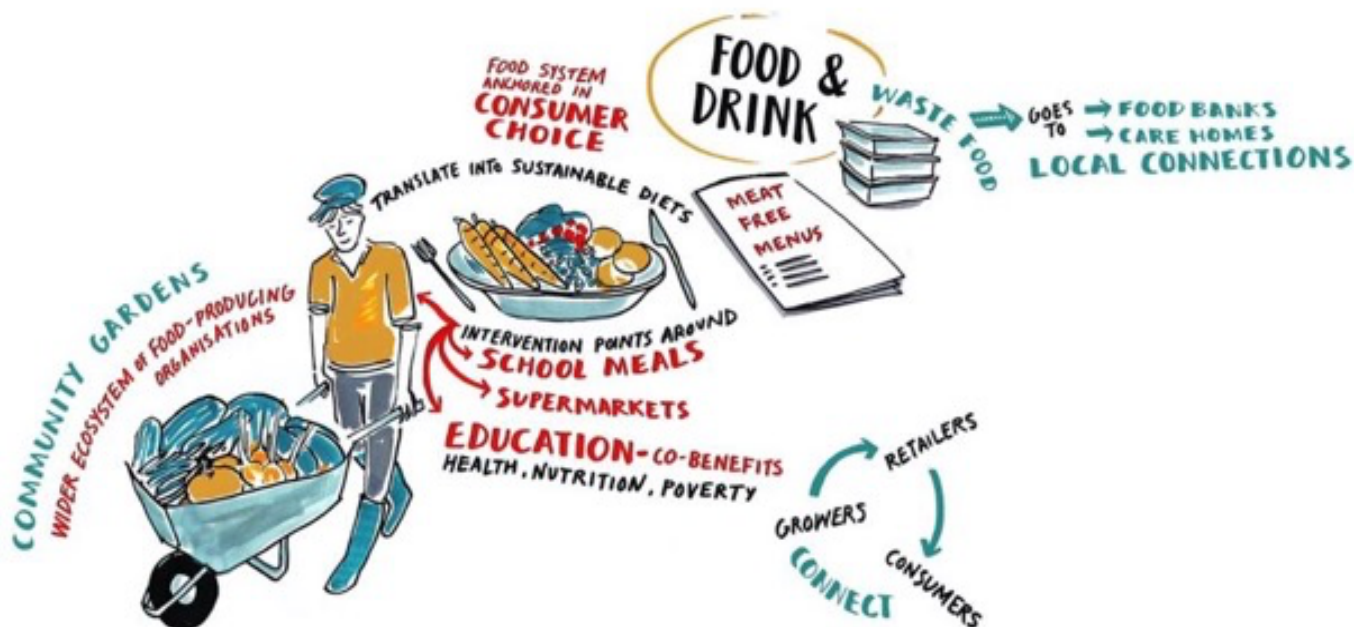 FOOD &
DRINK
FOOD SYSTEM
ANCHORED IN
CONSUMER
CHOICE
TRANSLATE INTO SUSTAINABLE DIETS
WASTE FOOD
GOES
TO
FOOD BANKS
CARE HOMES
LOCAL CONNECTIONS
MEAT
FREE
MENUS
COMMUNITY GARDENS
WIDER ECOSYSTEM OF FOOD-PRODUCING
ORGANISATIONS
INTERVENTION POINTS AROUND
SCHOOL MEALS
SUPERMARKETS
EDUCATION - CO-BENEFITS
HEALTH, NUTRITION, POVERTY
RETAILERS
GROWERS
CONSUMERS
CONNECT